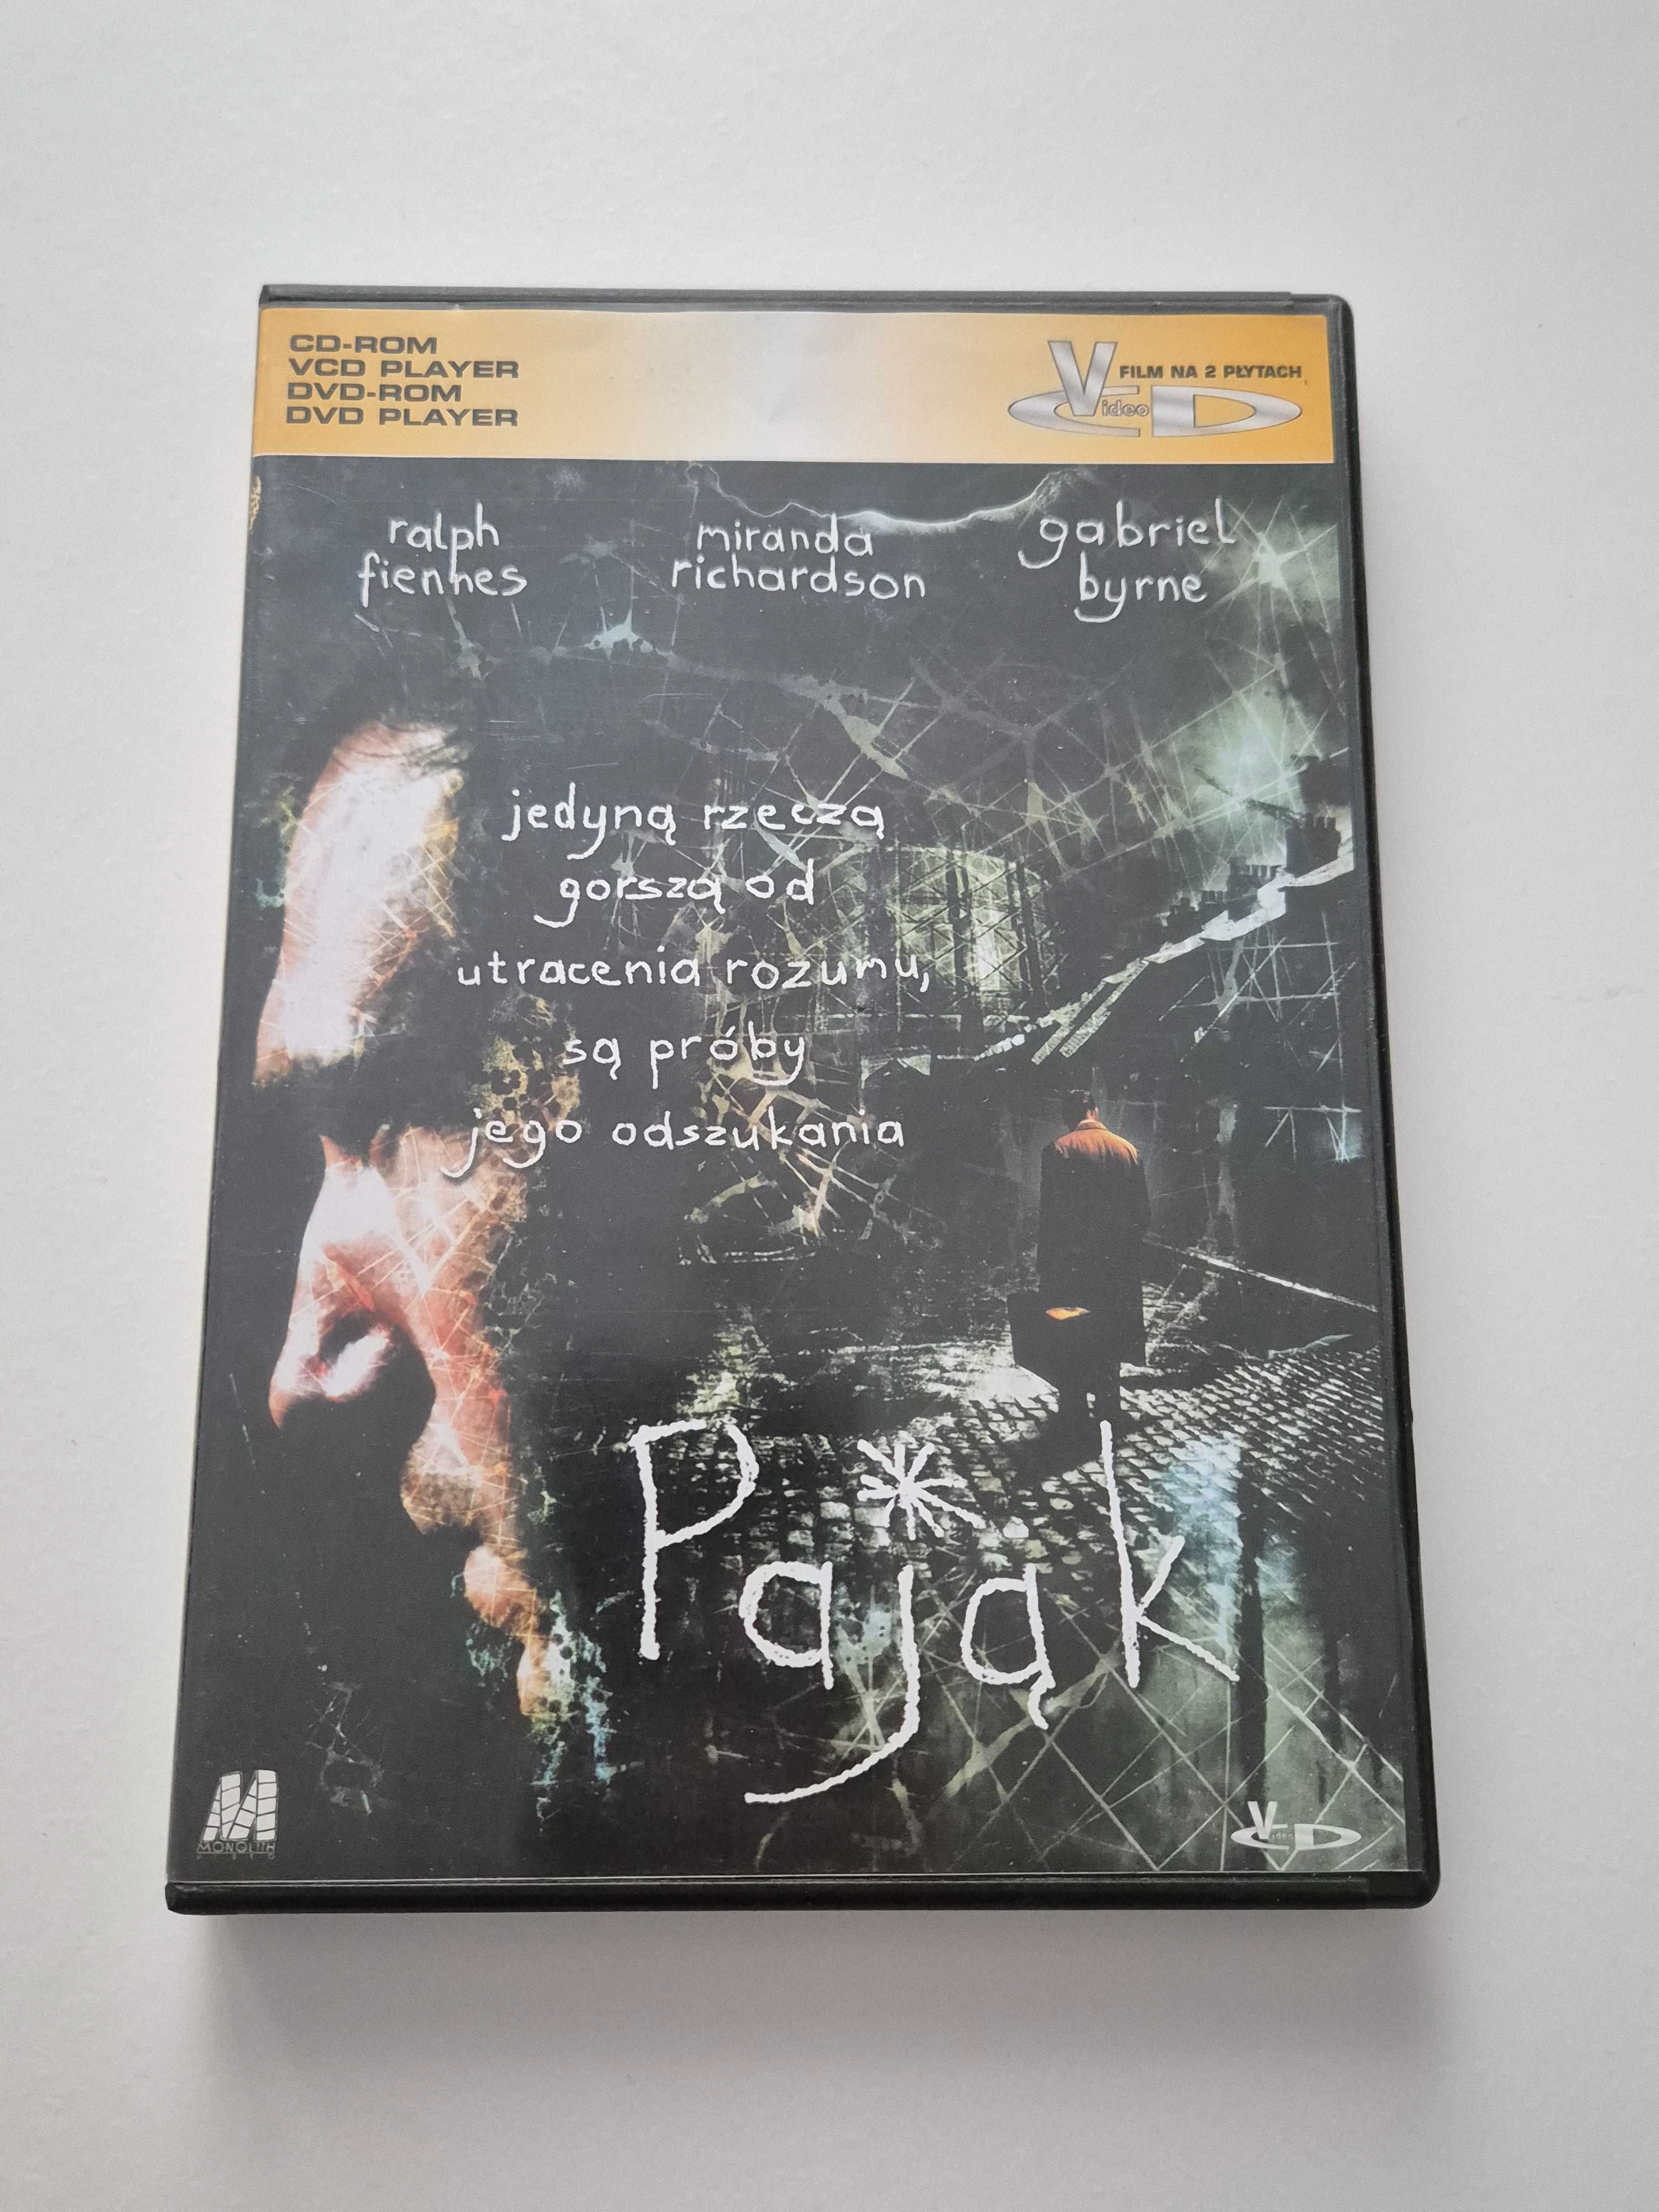 CD-ROM
VCD PLAYER
DVD-ROM
DVD PLAYER
FILM NA 2 PŁYTACH
Video CD
ralph
fiennes
miranda
richardson
gabriel
byrne
jedyną rzeczą
gorszą od
utracenia rozumu,
są próby
jego odszukania
Pająk
MONOLITH
Video CD